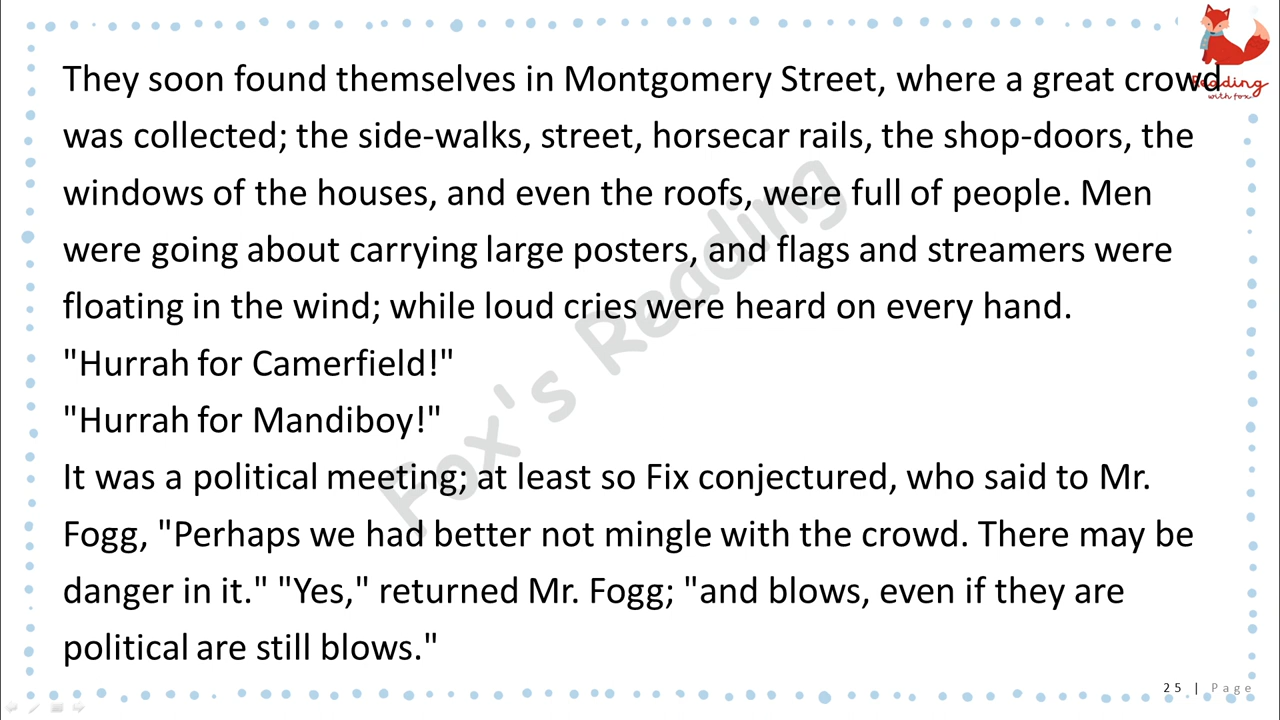 They soon found themselves in Montgomery Street, where a great crowd
was collected; the side-walks, street, horsecar rails, the shop-doors, the
windows of the houses, and even the roofs, were full of people. Men
were going about carrying large posters, and flags and streamers were
floating in the wind; while loud cries were heard on every hand.
"Hurrah for Camerfield!"
"Hurrah for Mandiboy!"
It was a political meeting; at least so Fix conjectured, who said to Mr.
Fogg, "Perhaps we had better not mingle with the crowd. There may be
danger in it." "Yes," returned Mr. Fogg; "and blows, even if they are
political are still blows."
Reading
with fox
Fox's Reading
25 | Page